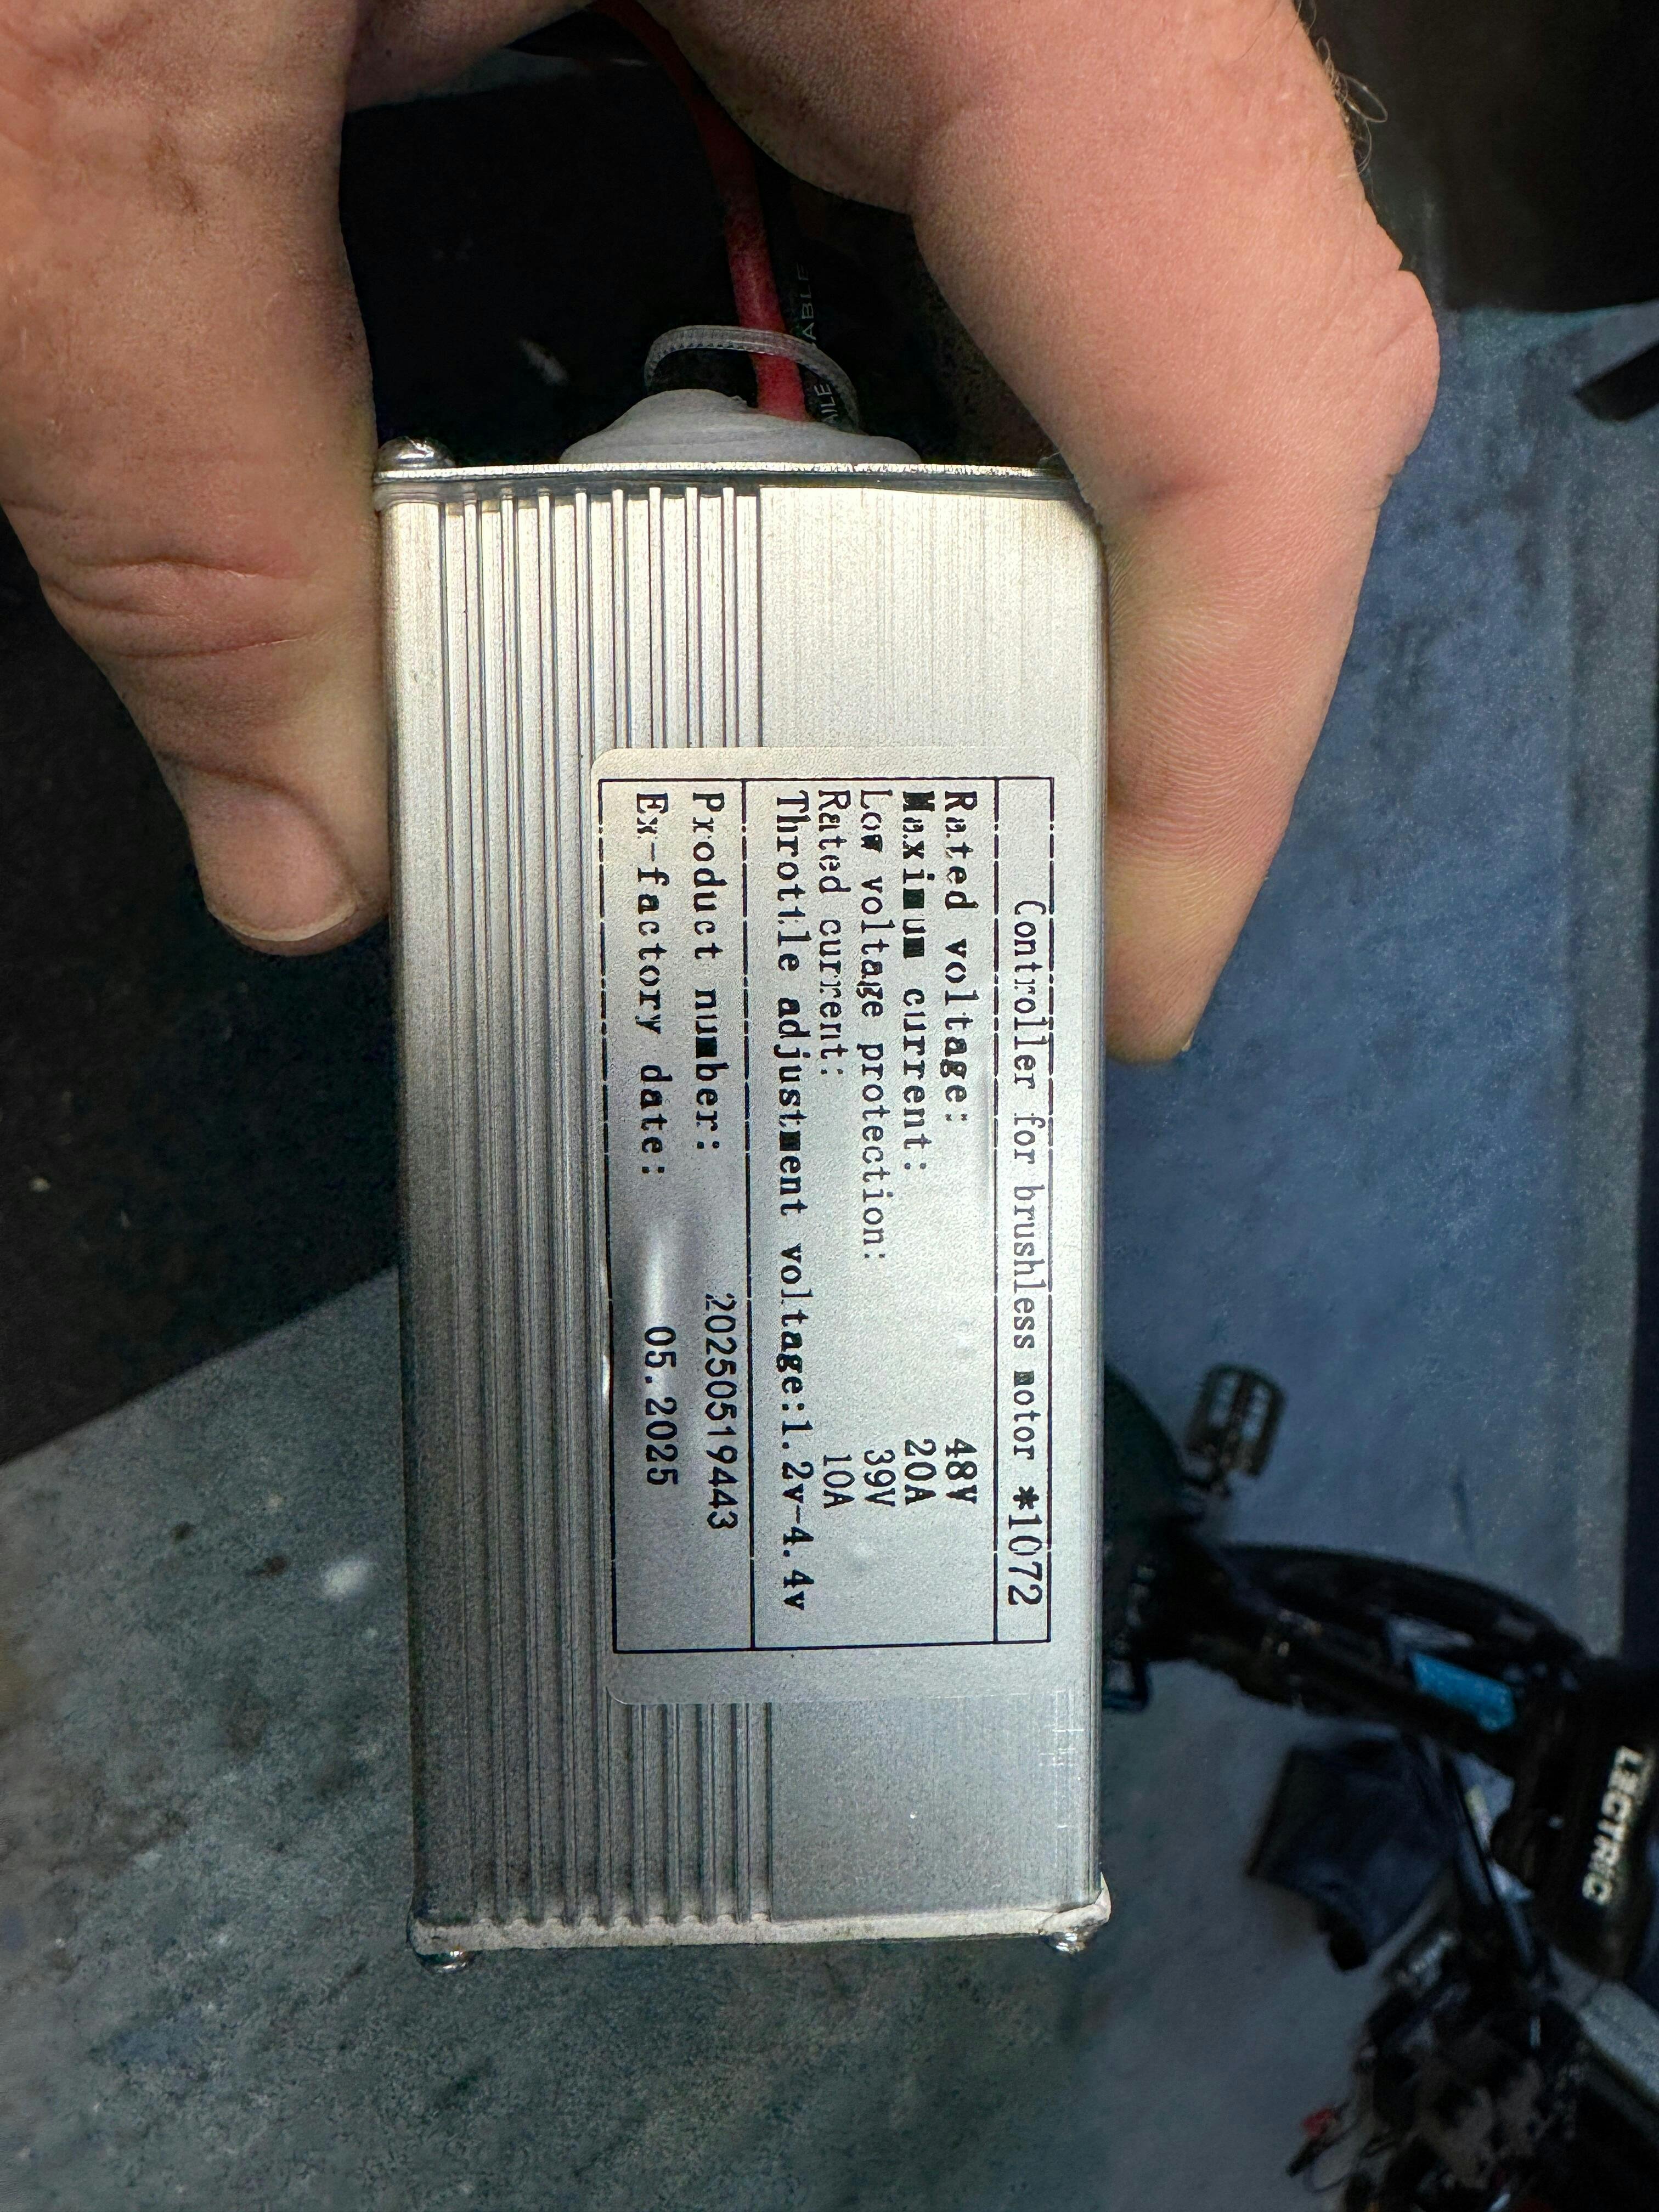 Controller for brushless motor *1072
Rated voltage: 48V
Maximum current: 20A
Low voltage protection: 39V
Rated current: 10A
Throttle adjustment voltage:1.2v-4.4v
Product number: 20250519443
Ex-factory date: 05.2025
LECTRIC